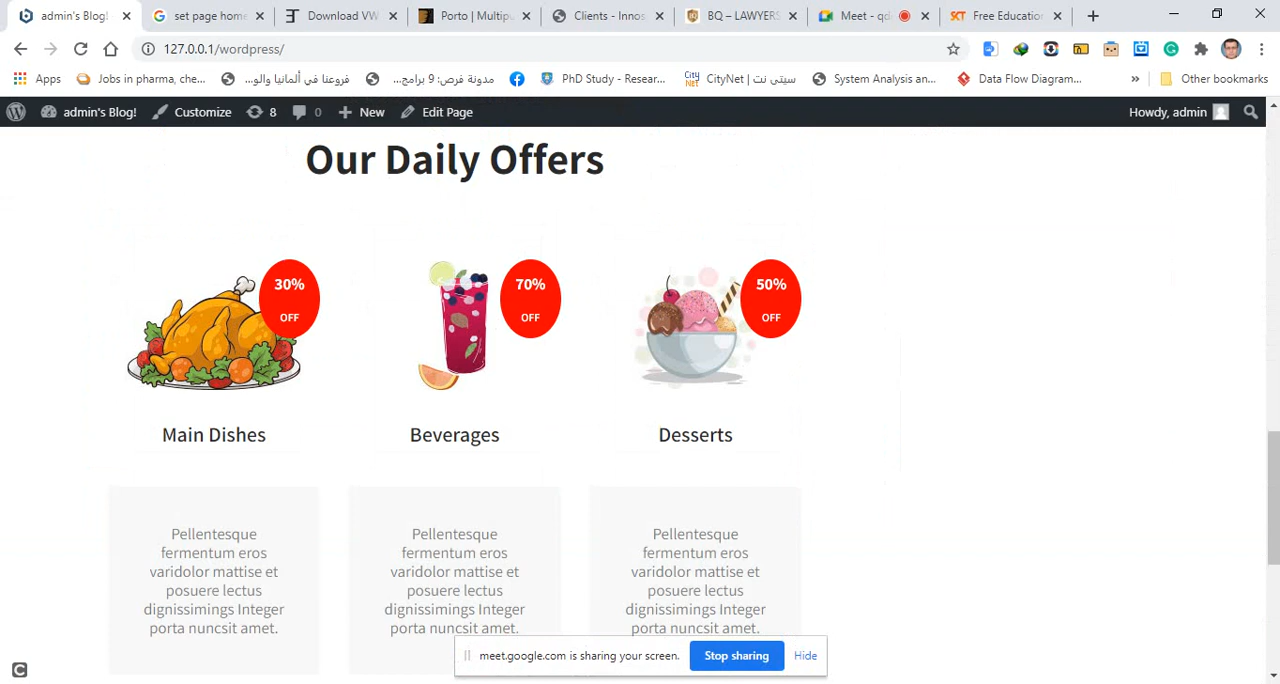 admin's Blog!
set page home
Download VW
Porto | Multipu
Clients - Innos
BQ – LAWYERS
Meet - qd
Free Educatio
127.0.0.1/wordpress/
Apps
Jobs in pharma, che...
فروعنا في ألمانيا والو...
مدونة فرص: 9 برامج...
PhD Study - Resear...
CityNet | سيتى نت
System Analysis an...
Data Flow Diagram...
»
Other bookmarks
admin's Blog!
Customize
8
0
New
Edit Page
Howdy, admin
Our Daily Offers
30%
OFF
70%
OFF
50%
OFF
Main Dishes
Beverages
Desserts
Pellentesque
fermentum eros
varidolor mattise et
posuere lectus
dignissimings Integer
porta nuncsit amet.
Pellentesque
fermentum eros
varidolor mattise et
posuere lectus
dignissimings Integer
porta nuncsit amet.
Pellentesque
fermentum eros
varidolor mattise et
posuere lectus
dignissimings Integer
porta nuncsit amet.
meet.google.com is sharing your screen.
Stop sharing
Hide